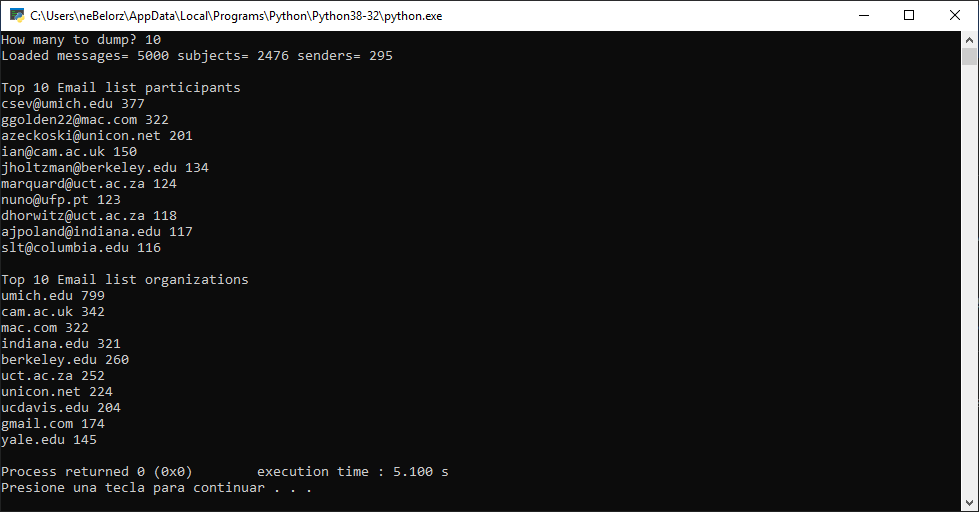 C:\Users\neBelorz\AppData\Local\Programs\Python\Python38-32\python.exe
How many to dump? 10
Loaded messages= 5000 subjects= 2476 senders= 295
Top 10 Email list participants
csev@umich.edu 377
ggolden22@mac.com 322
azeckoski@unicon.net 201
ian@cam.ac.uk 150
jholtzman@berkeley.edu 134
marquard@uct.ac.za 124
nuno@ufp.pt 123
dhorwitz@uct.ac.za 118
ajpoland@indiana.edu 117
slt@columbia.edu 116
Top 10 Email list organizations
umich.edu 799
cam.ac.uk 342
mac.com 322
indiana.edu 321
berkeley.edu 260
uct.ac.za 252
unicon.net 224
ucdavis.edu 204
gmail.com 174
yale.edu 145
Process returned 0 (0x0)        execution time : 5.100 s
Presione una tecla para continuar . . .